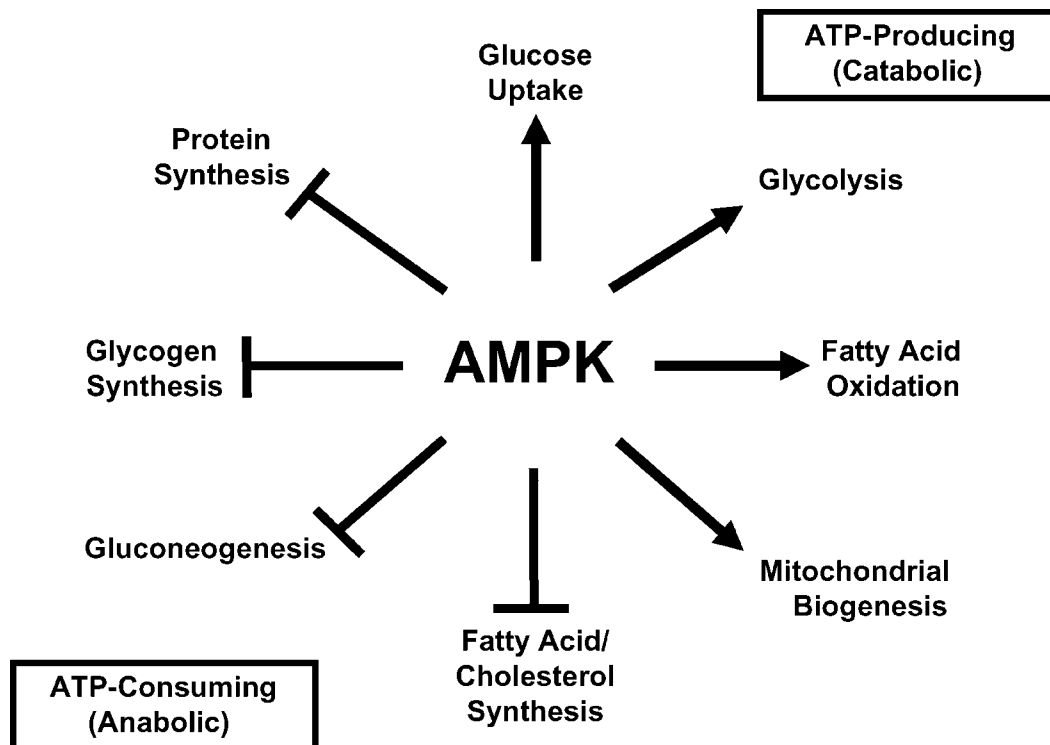 ATP-Producing
(Catabolic)
Glucose
Uptake
Protein
Synthesis
Glycolysis
Glycogen
Synthesis
AMPK
Fatty Acid
Oxidation
Gluconeogenesis
Mitochondrial
Biogenesis
Fatty Acid/
Cholesterol
Synthesis
ATP-Consuming
(Anabolic)